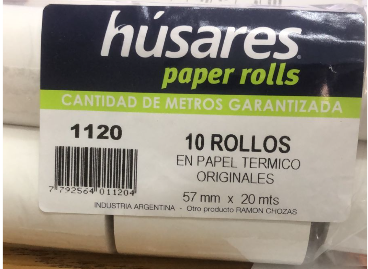 húsares
paper rolls
CANTIDAD DE METROS GARANTIZADA
1120
10 ROLLOS
EN PAPEL TERMICO
ORIGINALES
57 mm x 20 mts
7 792564 011204
INDUSTRIA ARGENTINA - Otro producto RAMON CHOZAS